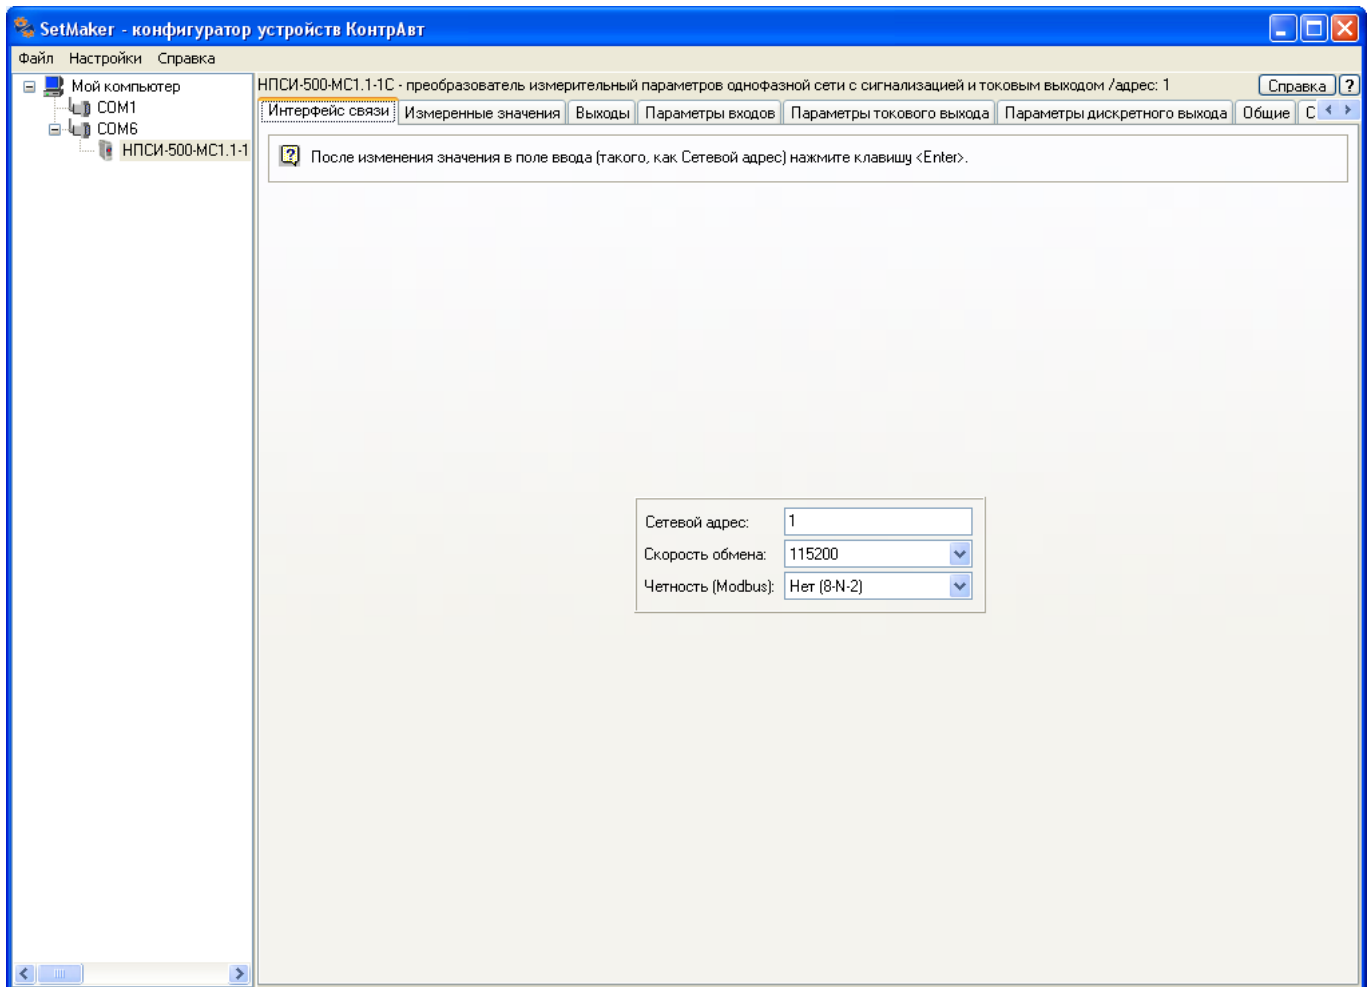 SetMaker - конфигуратор устройств КонтрАвт
Файл Настройки Справка
Мой компьютер
COM1
COM6
НПСИ-500-МС1.1-1
НПСИ-500-МС1.1-1С - преобразователь измерительный параметров однофазной сети с сигнализацией и токовым выходом /адрес: 1
Справка ?
Интерфейс связи Измеренные значения Выходы Параметры входов Параметры токового выхода Параметры дискретного выхода Общие С
После изменения значения в поле ввода (такого, как Сетевой адрес) нажмите клавишу <Enter>.
Сетевой адрес: 1
Скорость обмена: 115200
Четность (Modbus): Нет (8-N-2)